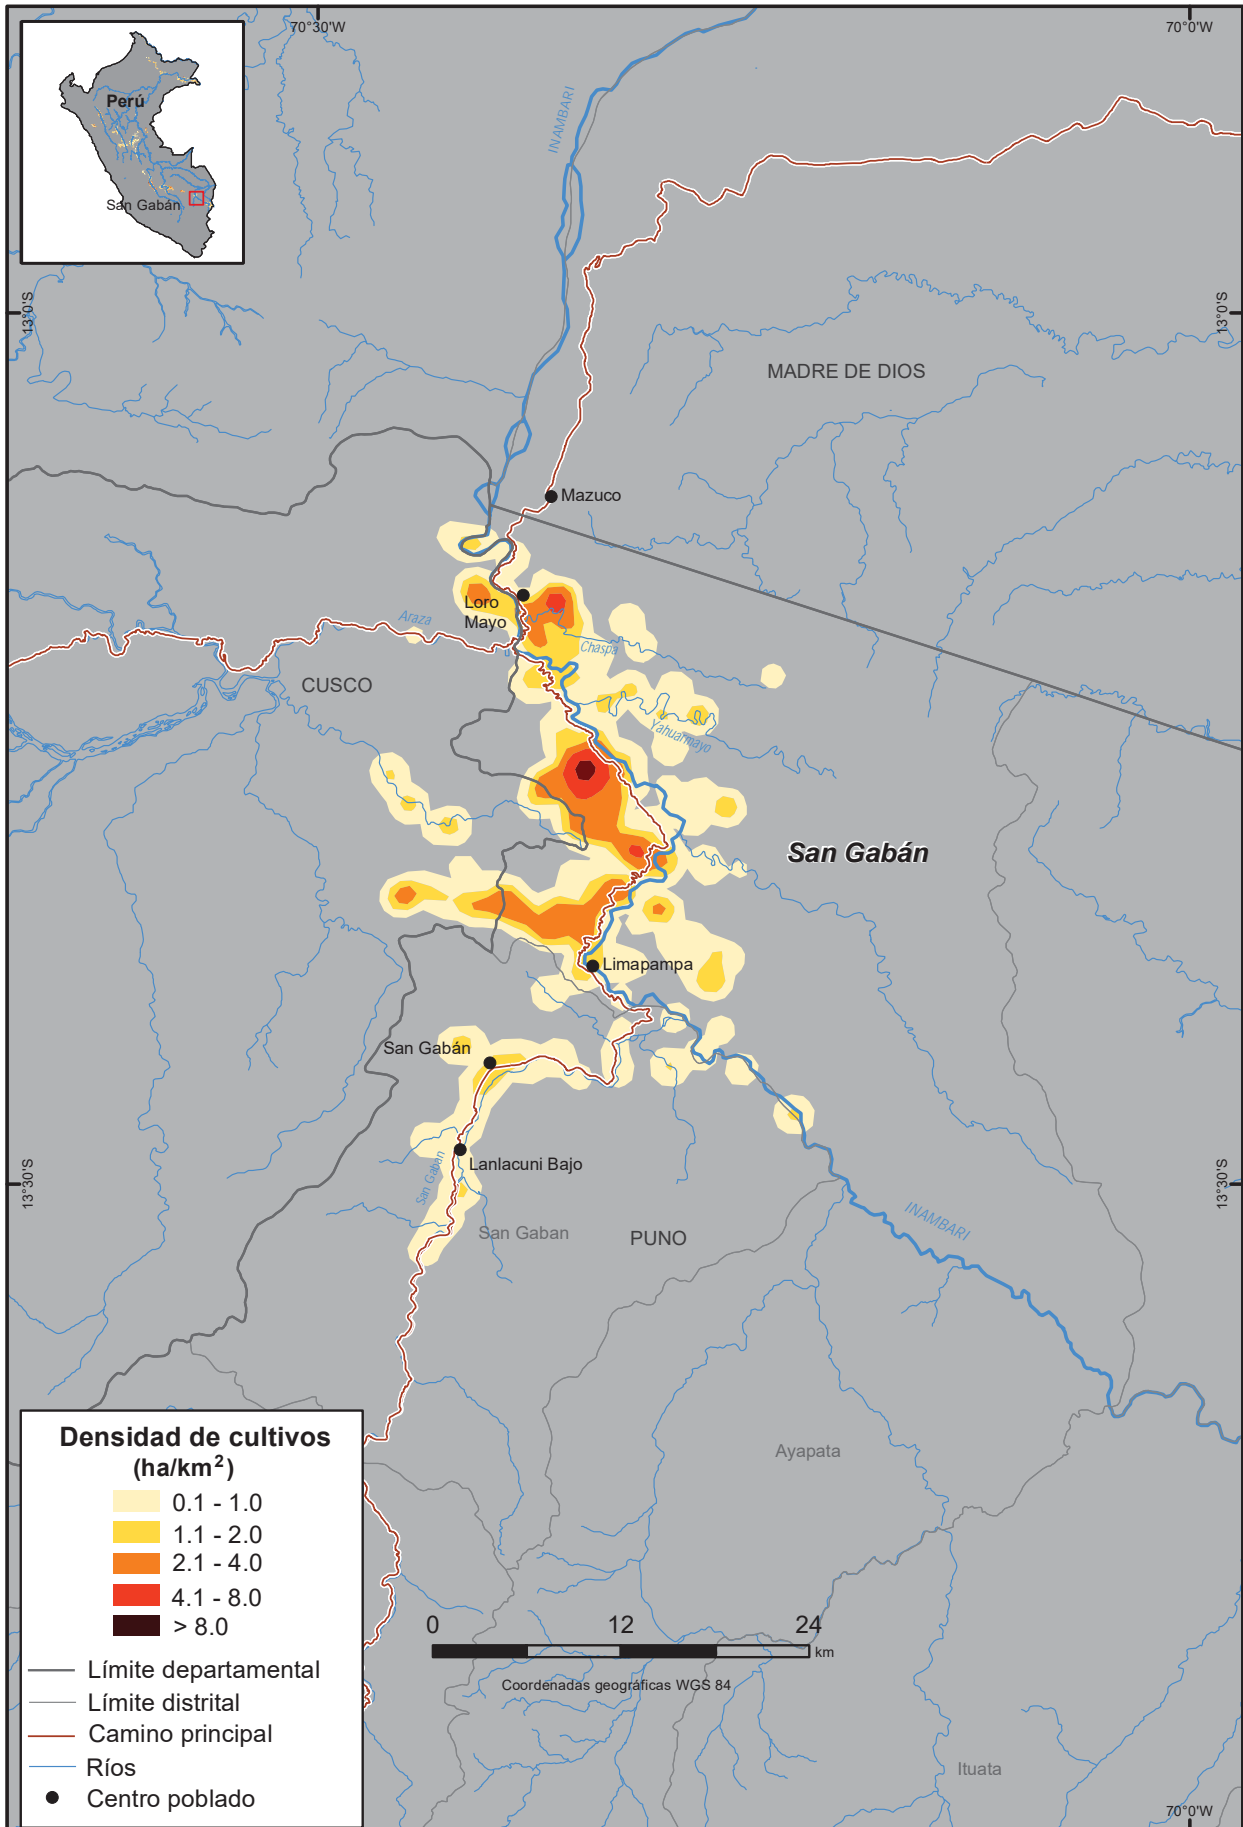 70°30'W
70°0'W
Perú
San Gabán
INAMBARI
13°0'S
13°0'S
MADRE DE DIOS
Mazuco
Loro
Mayo
Araza
Chaspa
CUSCO
Yahuarmayo
San Gabán
Limapampa
San Gabán
Lanlacuni Bajo
San Gaban
13°30'S
13°30'S
INAMBARI
San Gaban
PUNO
Ayapata
Densidad de cultivos
(ha/km²)
0.1 - 1.0
1.1 - 2.0
2.1 - 4.0
4.1 - 8.0
> 8.0
Límite departamental
Límite distrital
Camino principal
Ríos
Centro poblado
0 12 24
km
Coordenadas geográficas WGS 84
Ituata
70°0'W